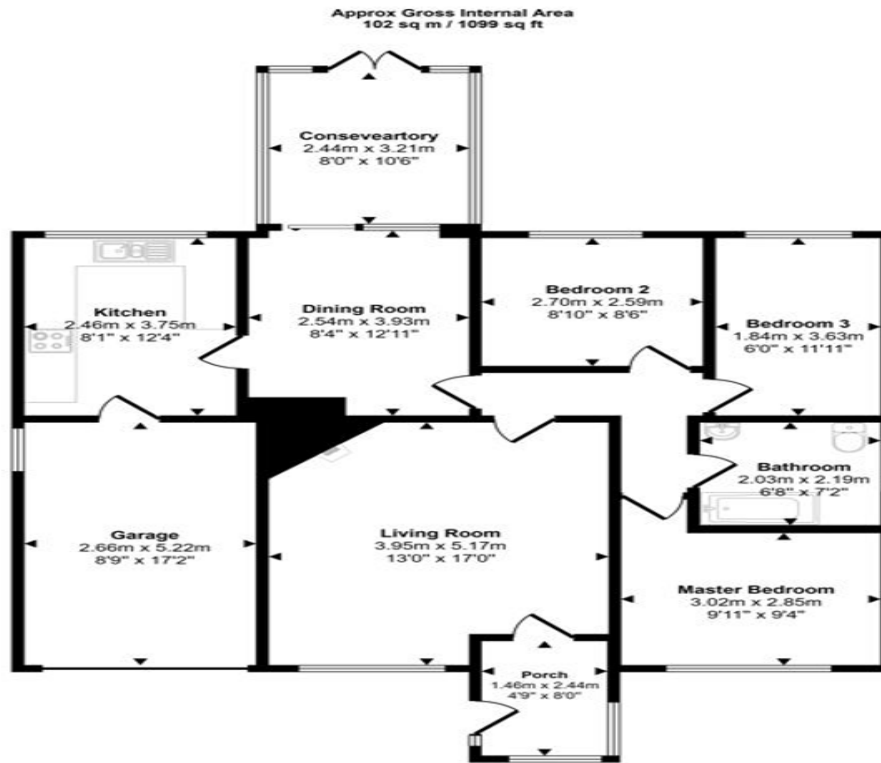 Approx Gross Internal Area
102 sq m / 1099 sq ft
Conseveartory
2.44m x 3.21m
8'0" x 10'6"
Kitchen
2.46m x 3.75m
8'1" x 12'4"
Dining Room
2.54m x 3.93m
8'4" x 12'11"
Bedroom 2
2.70m x 2.59m
8'10" x 8'6"
Bedroom 3
1.84m x 3.63m
6'0" x 11'11"
Bathroom
2.03m x 2.19m
6'8" x 7'2"
Garage
2.66m x 5.22m
8'9" x 17'2"
Living Room
3.95m x 5.17m
13'0" x 17'0"
Master Bedroom
3.02m x 2.85m
9'11" x 9'4"
Porch
1.46m x 2.44m
4'9" x 8'0"